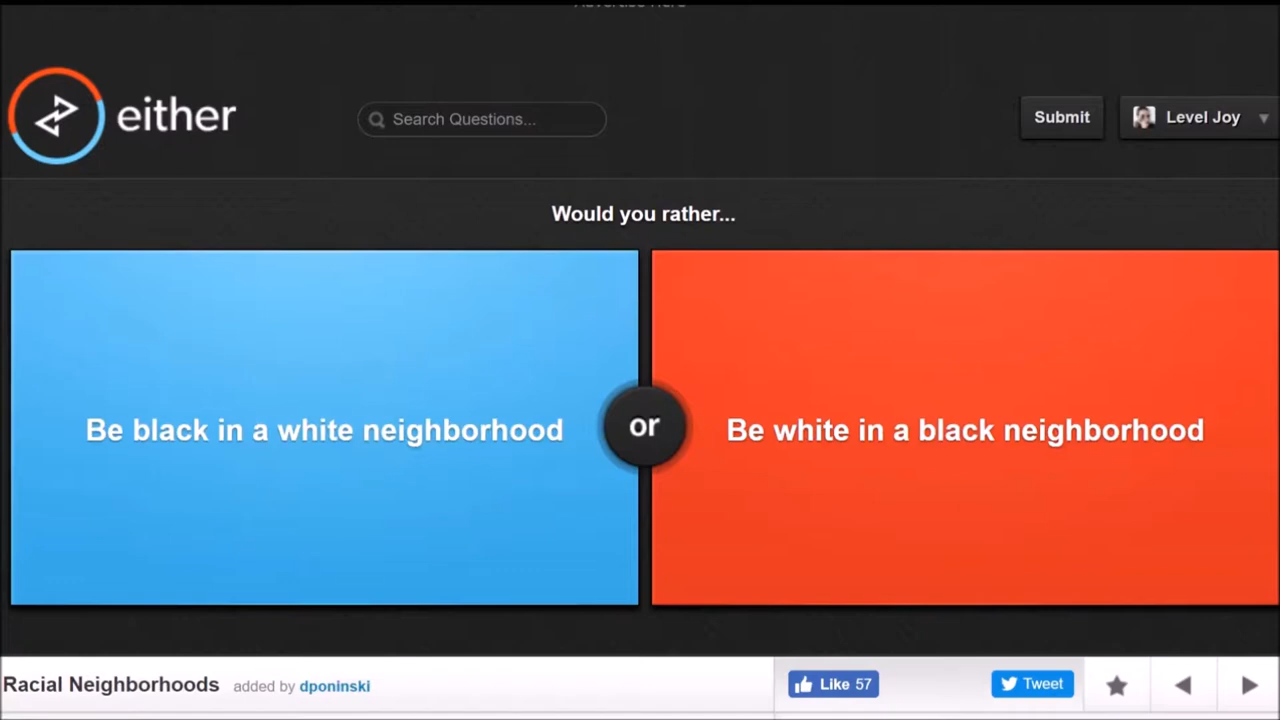 either
Search Questions...
Submit
Level Joy
Would you rather...
Be black in a white neighborhood
or
Be white in a black neighborhood
Racial Neighborhoods added by dponinski
Like 57
Tweet